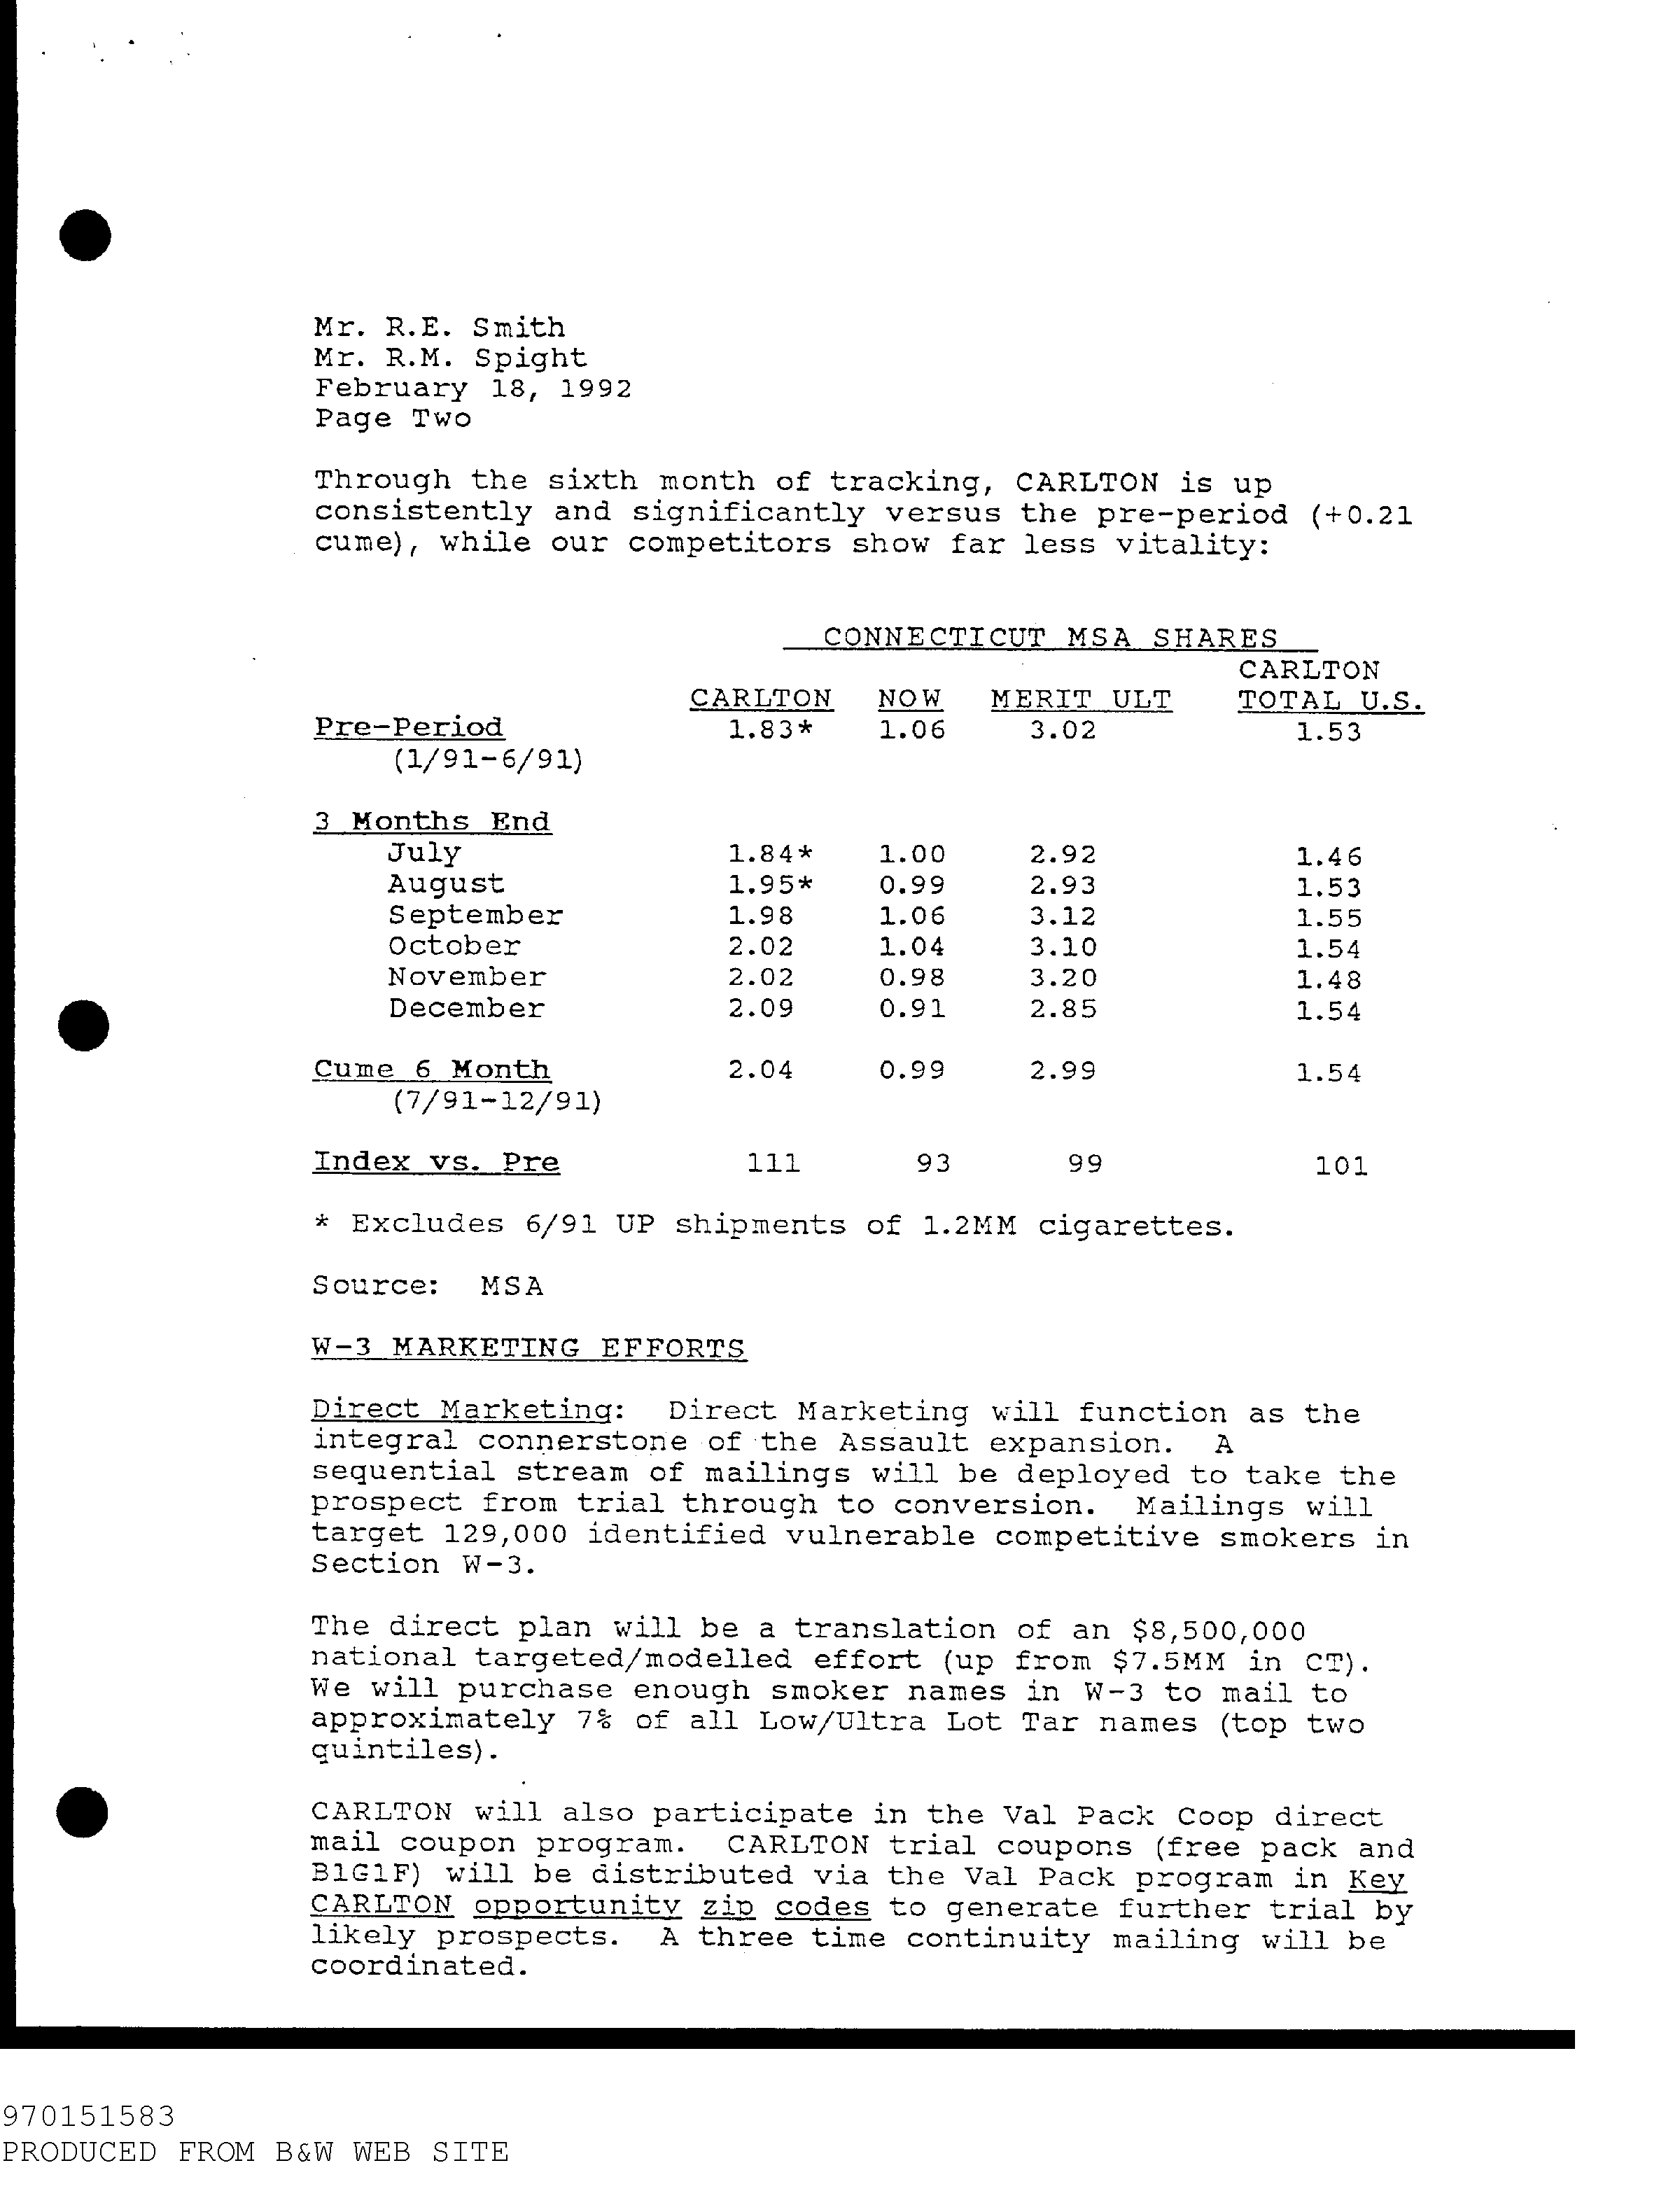 Mr. R.E. Smith
Mr. R.M. Spight
February 18, 1992
Page Two
Through the sixth month of tracking, CARLTON is up
consistently and significantly versus the pre-period (+0.21
cume), while our competitors show far less vitality:
CONNECTICUT MSA SHARES
CARLTON
CARLTON NOW MERIT ULT TOTAL U.S.
Pre-Period 1.83* 1.06 3.02 1.53
(1/91-6/91)
3 Months End
July 1.84* 1.00 2.92 1.46
August 1.95* 0.99 2.93 1.53
September 1.98 1.06 3.12 1.55
October 2.02 1.04 3.10 1.54
November 2.02 0.98 3.20 1.48
December 2.09 0.91 2.85 1.54
Cume 6 Month 2.04 0.99 2.99 1.54
(7/91-12/91)
Index vs. Pre 111 93 99 101
* Excludes 6/91 UP shipments of 1.2MM cigarettes.
Source: MSA
W-3 MARKETING EFFORTS
Direct Marketing: Direct Marketing will function as the
integral connerstone of the Assault expansion. A
sequential stream of mailings will be deployed to take the
prospect from trial through to conversion. Mailings will
target 129,000 identified vulnerable competitive smokers in
Section W-3.
The direct plan will be a translation of an $8,500,000
national targeted/modelled effort (up from $7.5MM in CT).
We will purchase enough smoker names in W-3 to mail to
approximately 7% of all Low/Ultra Lot Tar names (top two
quintiles).
CARLTON will also participate in the Val Pack Coop direct
mail coupon program. CARLTON trial coupons (free pack and
B1G1F) will be distributed via the Val Pack program in Key
CARLTON opportunity zip codes to generate further trial by
likely prospects. A three time continuity mailing will be
coordinated.
970151583
PRODUCED FROM B&W WEB SITE